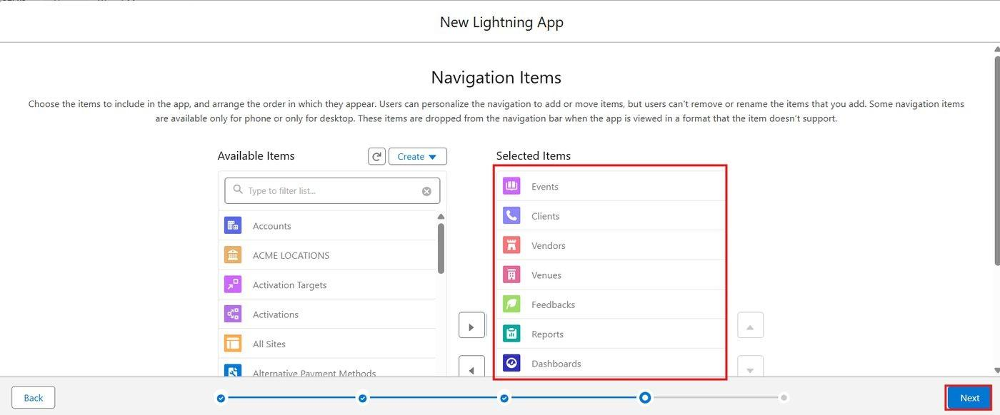 New Lightning App
Navigation Items
Choose the items to include in the app, and arrange the order in which they appear. Users can personalize the navigation to add or move items, but users can't remove or rename the items that you add. Some navigation items
are available only for phone or only for desktop. These items are dropped from the navigation bar when the app is viewed in a format that the item doesn't support.
Available Items
Create
Type to filter list...
Accounts
ACME LOCATIONS
Activation Targets
Activations
All Sites
Alternative Payment Methods
Selected Items
Events
Clients
Vendors
Venues
Feedbacks
Reports
Dashboards
Back
Next